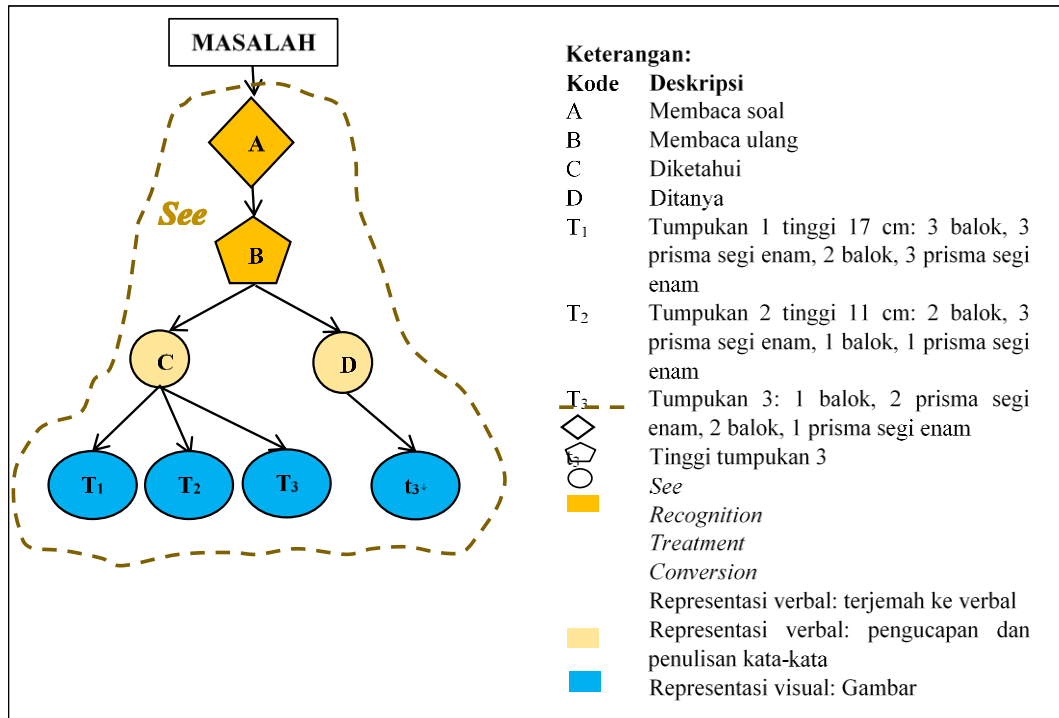 MASALAH
A
See
B
C
D
T1
T2
T3
t3↓
Keterangan:
Kode Deskripsi
A Membaca soal
B Membaca ulang
C Diketahui
D Ditanya
T1 Tumpukan 1 tinggi 17 cm: 3 balok, 3
prisma segi enam, 2 balok, 3 prisma segi
enam
T2 Tumpukan 2 tinggi 11 cm: 2 balok, 3
prisma segi enam, 1 balok, 1 prisma segi
enam
T3 Tumpukan 3: 1 balok, 2 prisma segi
enam, 2 balok, 1 prisma segi enam
t3 Tinggi tumpukan 3
See
Recognition
Treatment
Conversion
Representasi verbal: terjemah ke verbal
Representasi verbal: pengucapan dan
penulisan kata-kata
Representasi visual: Gambar